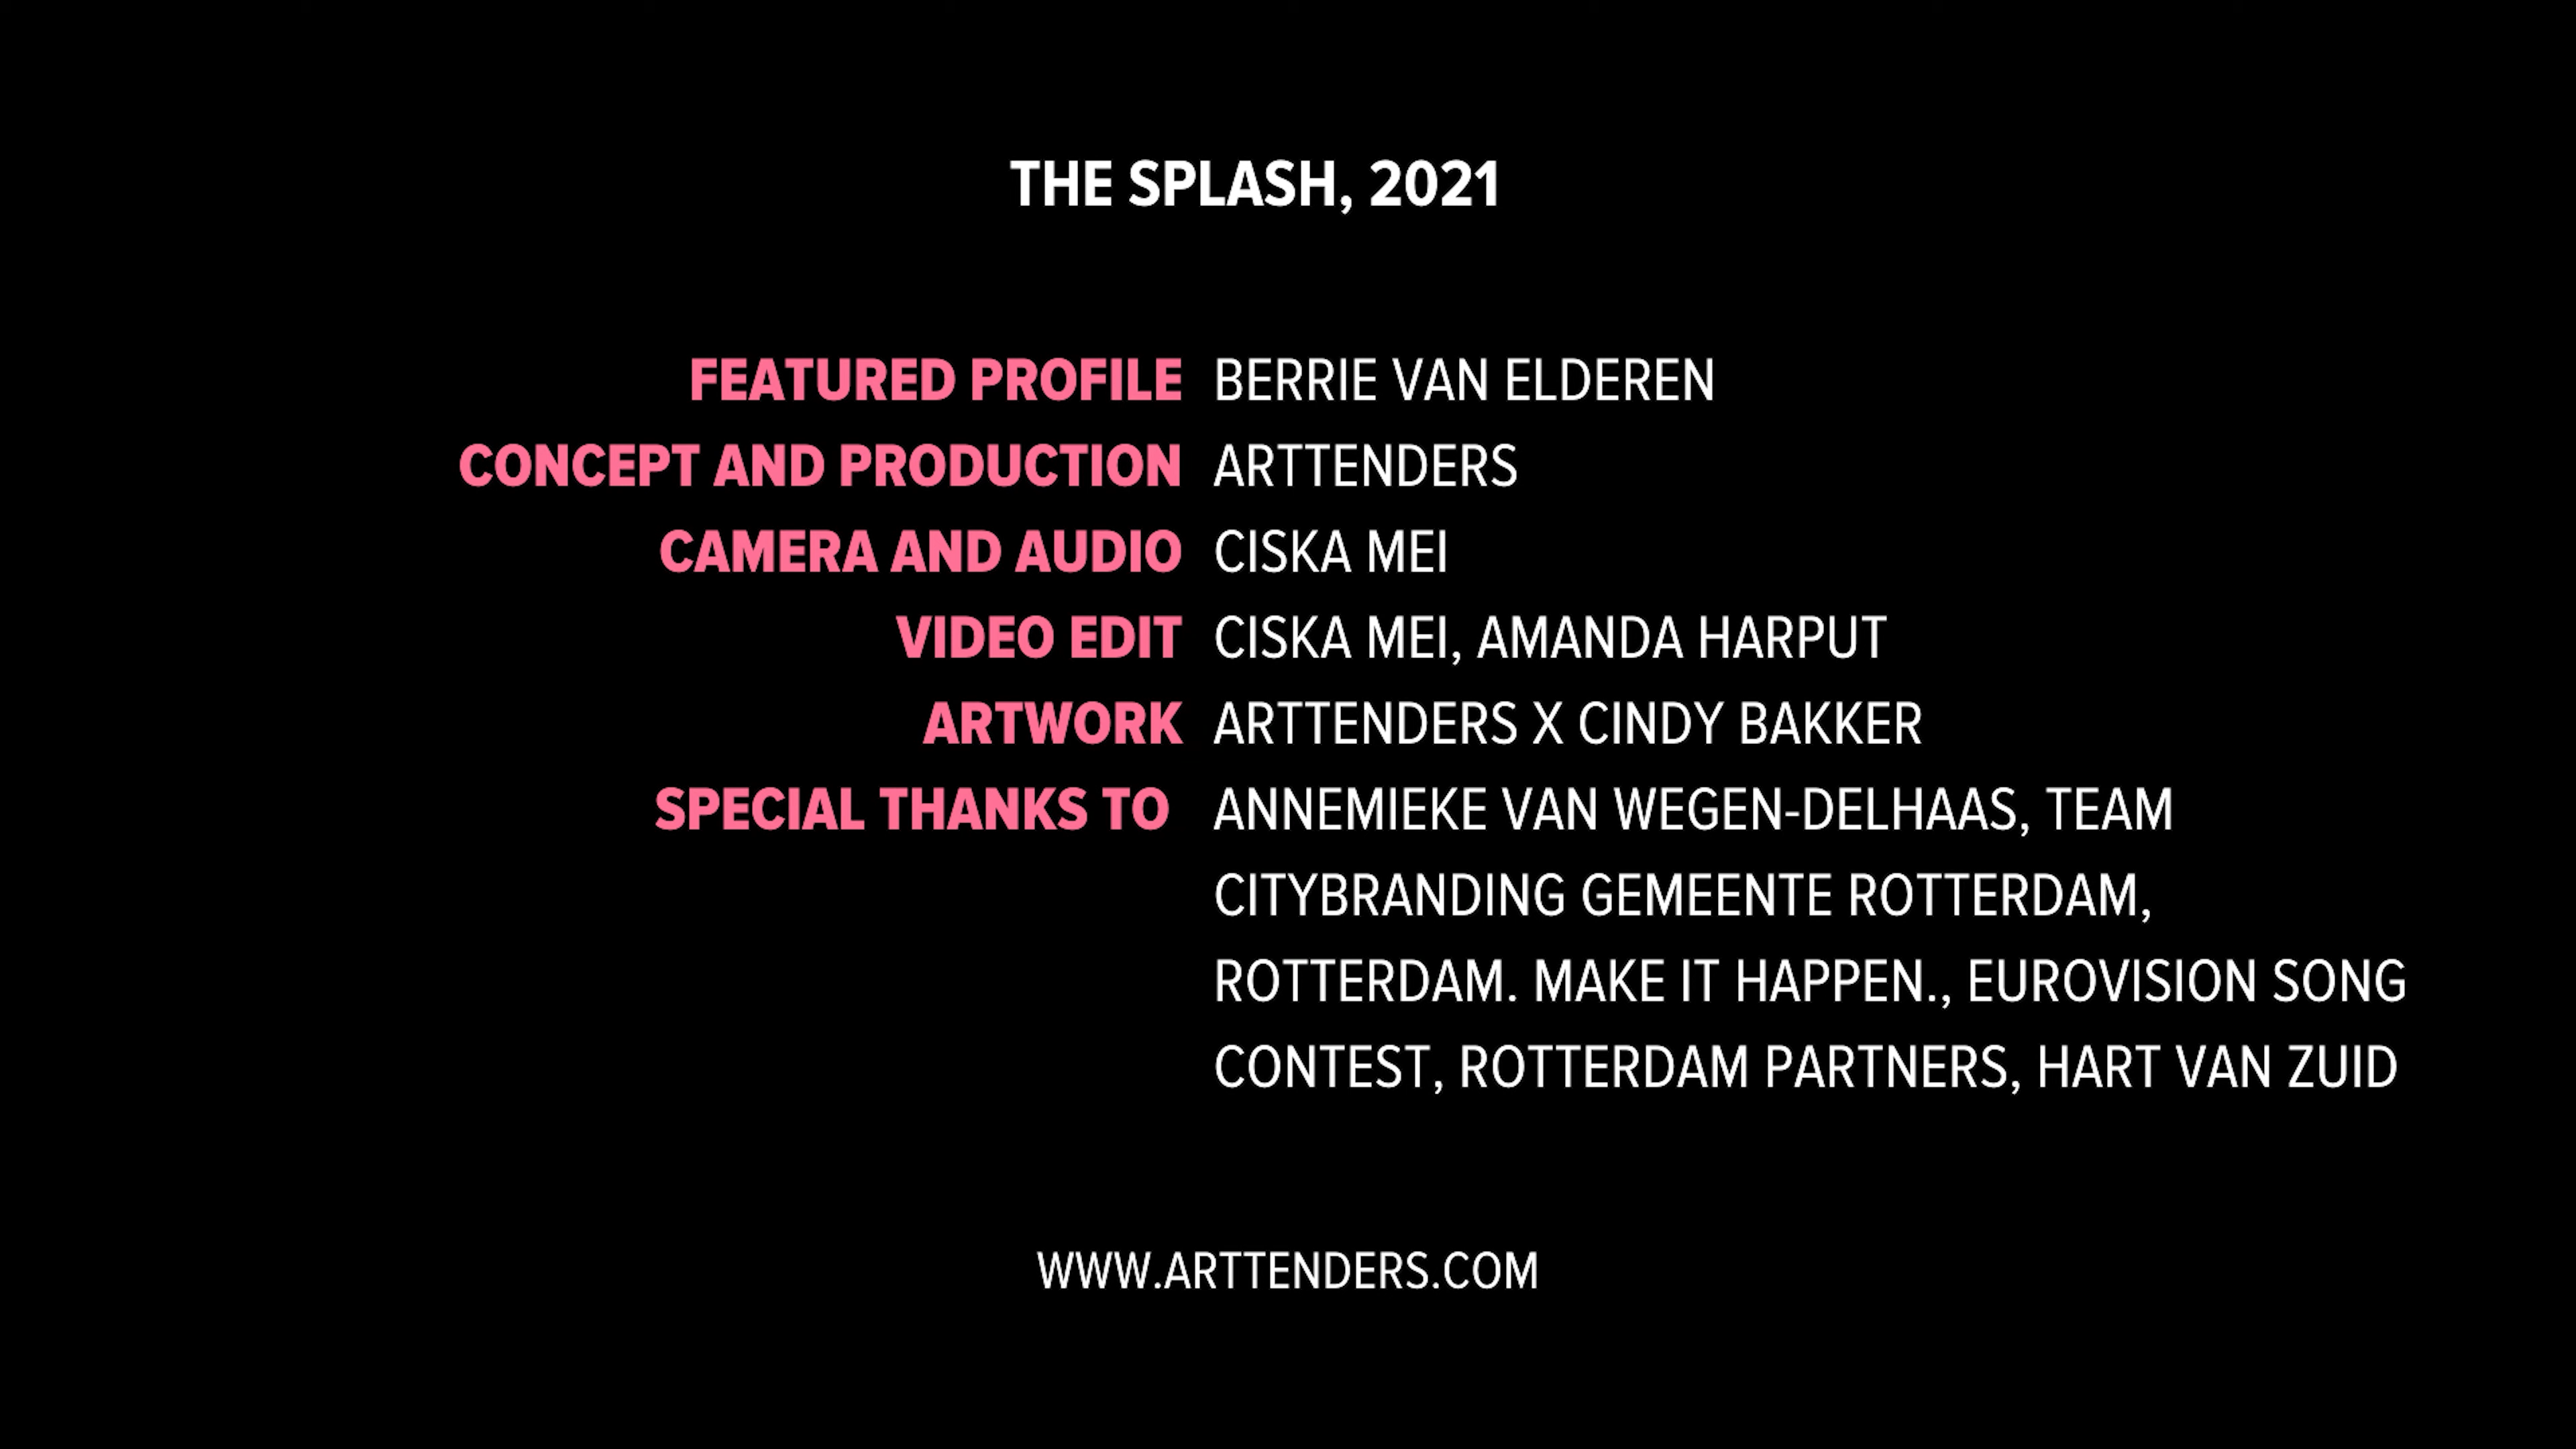 THE SPLASH, 2021
FEATURED PROFILE BERRIE VAN ELDEREN
CONCEPT AND PRODUCTION ARTTENDERS
CAMERA AND AUDIO CISKA MEI
VIDEO EDIT CISKA MEI, AMANDA HARPUT
ARTWORK ARTTENDERS X CINDY BAKKER
SPECIAL THANKS TO ANNEMIEKE VAN WEGEN-DELHAAS, TEAM
CITYBRANDING GEMEENTE ROTTERDAM,
ROTTERDAM. MAKE IT HAPPEN., EUROVISION SONG
CONTEST, ROTTERDAM PARTNERS, HART VAN ZUID
WWW.ARTTENDERS.COM